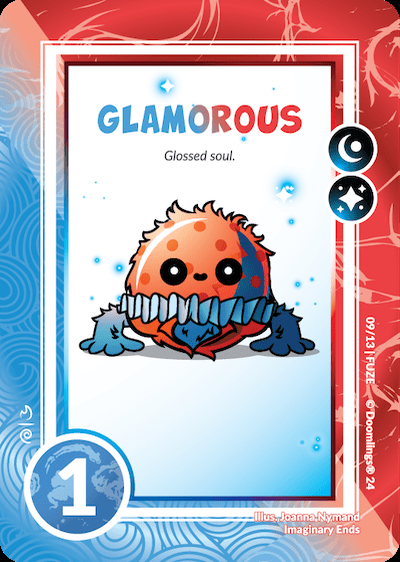 GLAMOROUS
Glossed soul.
09/13 | FUZE © Doomlings® 24
1
Illus. Joanna Nymand
Imaginary Ends